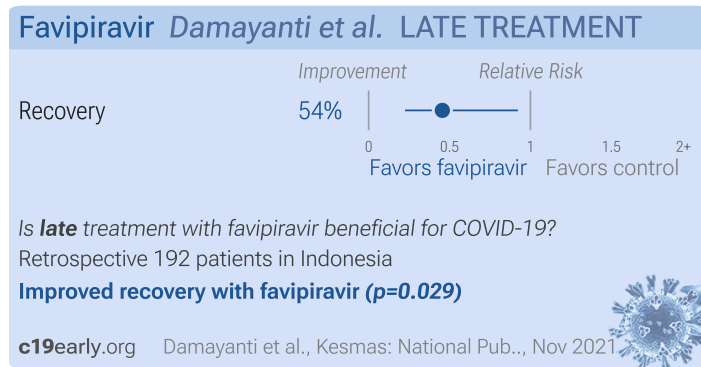 Favipiravir Damayanti et al. LATE TREATMENT
Improvement Relative Risk
Recovery 54%
0 0.5 1 1.5 2+
Favors favipiravir Favors control
Is late treatment with favipiravir beneficial for COVID-19?
Retrospective 192 patients in Indonesia
Improved recovery with favipiravir (p=0.029)
c19early.org Damayanti et al., Kesmas: National Pub.., Nov 2021